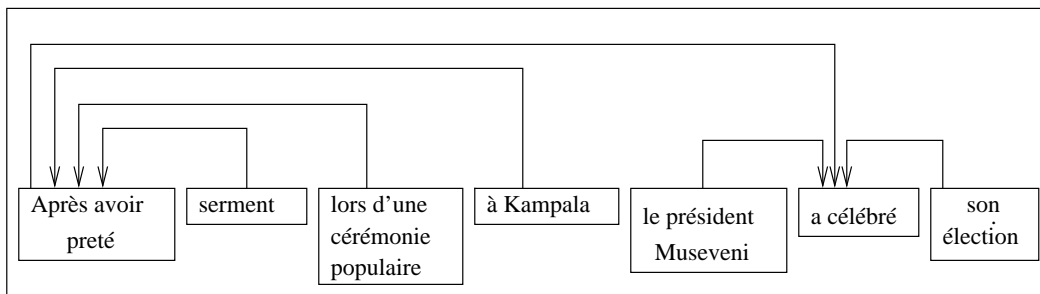 Après avoir
preté
serment
lors d'une
cérémonie
populaire
à Kampala
le président
Museveni
a célébré
son
élection